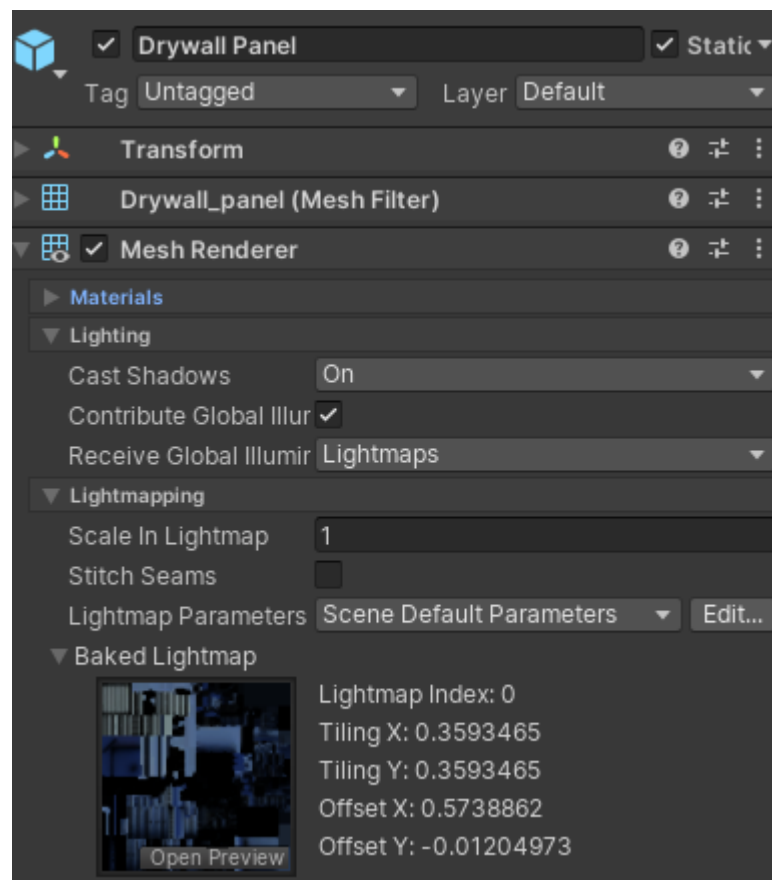 Drywall Panel Static
Tag Untagged Layer Default
Transform
Drywall_panel (Mesh Filter)
Mesh Renderer
Materials
Lighting
Cast Shadows On
Contribute Global Illur
Receive Global Illumir Lightmaps
Lightmapping
Scale In Lightmap 1
Stitch Seams
Lightmap Parameters Scene Default Parameters Edit...
Baked Lightmap
Lightmap Index: 0
Tiling X: 0.3593465
Tiling Y: 0.3593465
Offset X: 0.5738862
Offset Y: -0.01204973
Open Preview